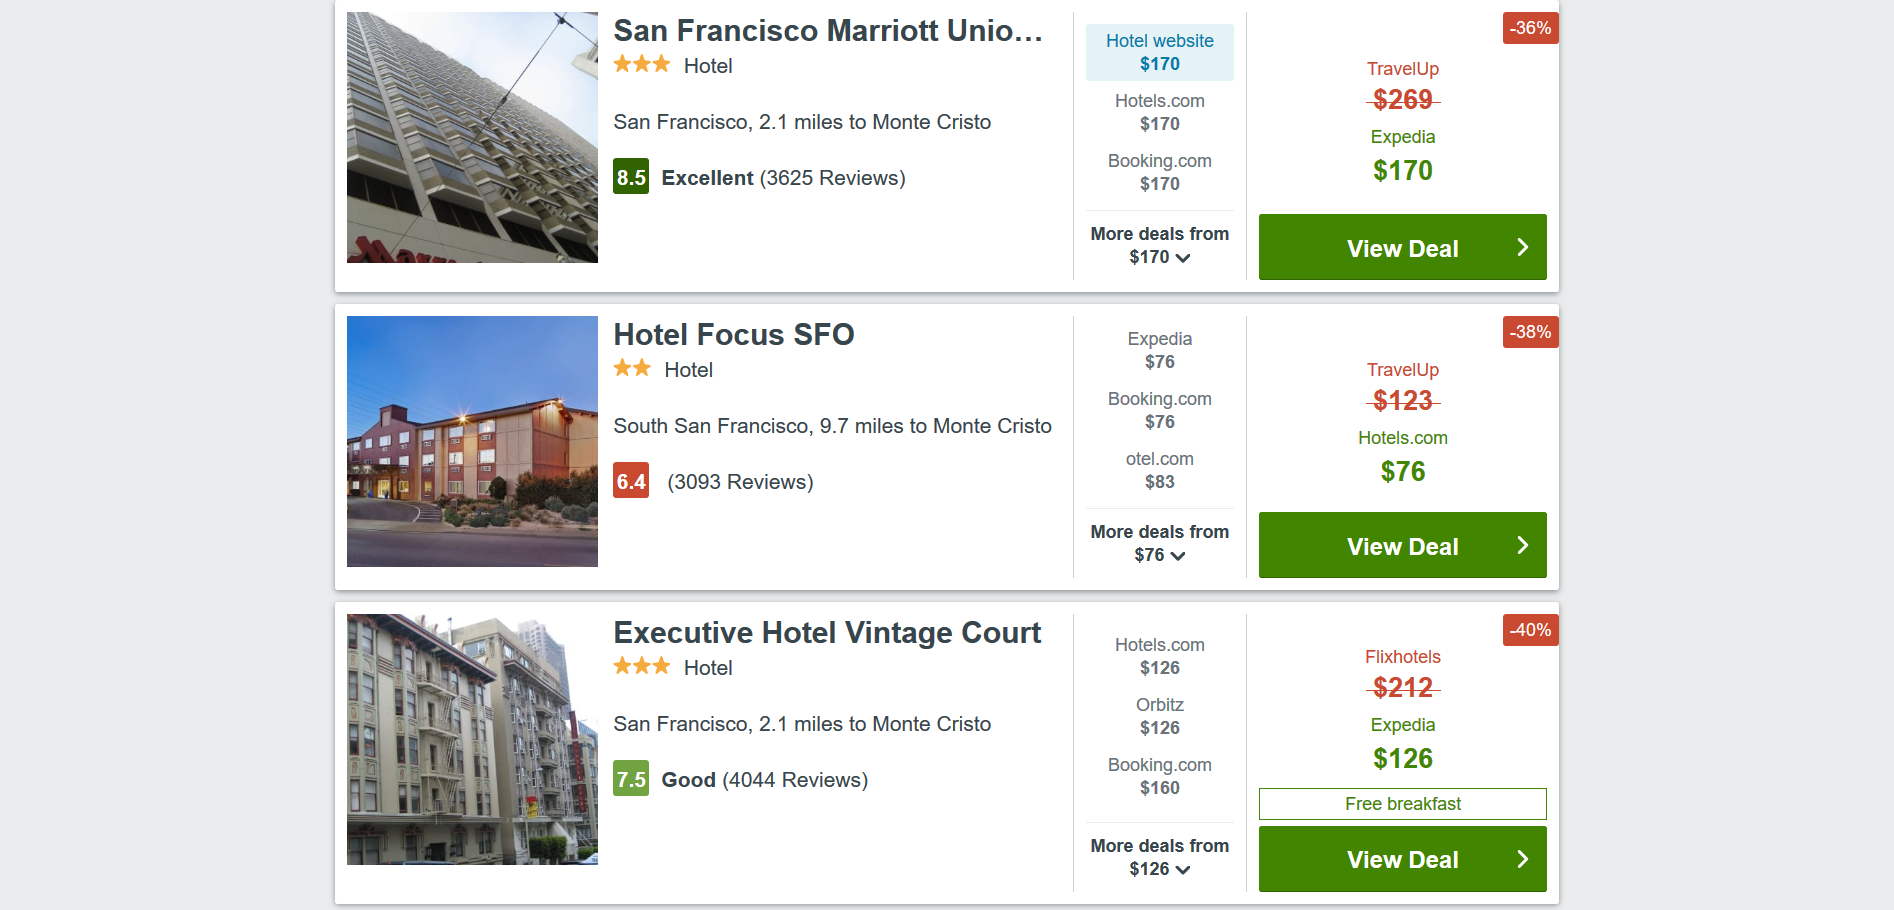 San Francisco Marriott Unio...
Hotel
San Francisco, 2.1 miles to Monte Cristo
8.5 Excellent (3625 Reviews)
Hotel website
$170
Hotels.com
$170
Booking.com
$170
More deals from
$170
-36%
TravelUp
$269
Expedia
$170
View Deal
Hotel Focus SFO
Hotel
South San Francisco, 9.7 miles to Monte Cristo
6.4 (3093 Reviews)
Expedia
$76
Booking.com
$76
otel.com
$83
More deals from
$76
-38%
TravelUp
$123
Hotels.com
$76
View Deal
Executive Hotel Vintage Court
Hotel
San Francisco, 2.1 miles to Monte Cristo
7.5 Good (4044 Reviews)
Hotels.com
$126
Orbitz
$126
Booking.com
$160
More deals from
$126
-40%
Flixhotels
$212
Expedia
$126
Free breakfast
View Deal